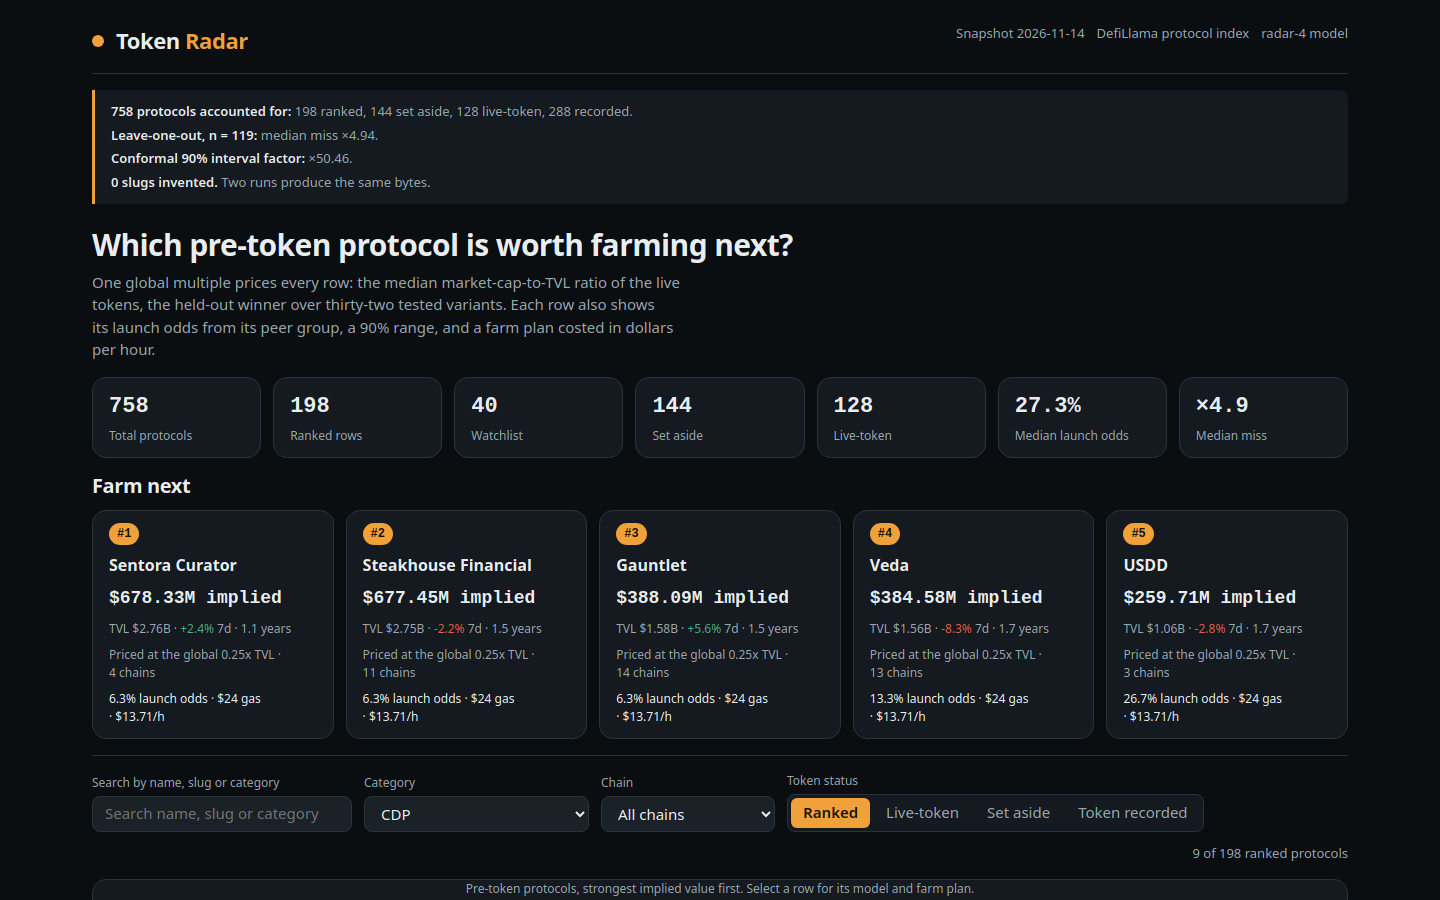 Token Radar
Snapshot 2026-11-14 DefiLlama protocol index radar-4 model
758 protocols accounted for: 198 ranked, 144 set aside, 128 live-token, 288 recorded.
Leave-one-out, n = 119: median miss ×4.94.
Conformal 90% interval factor: ×50.46.
0 slugs invented. Two runs produce the same bytes.
Which pre-token protocol is worth farming next?
One global multiple prices every row: the median market-cap-to-TVL ratio of the live
tokens, the held-out winner over thirty-two tested variants. Each row also shows
its launch odds from its peer group, a 90% range, and a farm plan costed in dollars
per hour.
758
Total protocols
198
Ranked rows
40
Watchlist
144
Set aside
128
Live-token
27.3%
Median launch odds
×4.9
Median miss
Farm next
#1
Sentora Curator
$678.33M implied
TVL $2.76B · +2.4% 7d · 1.1 years
Priced at the global 0.25x TVL ·
4 chains
6.3% launch odds · $24 gas
· $13.71/h
#2
Steakhouse Financial
$677.45M implied
TVL $2.75B · -2.2% 7d · 1.5 years
Priced at the global 0.25x TVL ·
11 chains
6.3% launch odds · $24 gas
· $13.71/h
#3
Gauntlet
$388.09M implied
TVL $1.58B · +5.6% 7d · 1.5 years
Priced at the global 0.25x TVL ·
14 chains
6.3% launch odds · $24 gas
· $13.71/h
#4
Veda
$384.58M implied
TVL $1.56B · -8.3% 7d · 1.7 years
Priced at the global 0.25x TVL ·
13 chains
13.3% launch odds · $24 gas
· $13.71/h
#5
USDD
$259.71M implied
TVL $1.06B · -2.8% 7d · 1.7 years
Priced at the global 0.25x TVL ·
3 chains
26.7% launch odds · $24 gas
· $13.71/h
Search by name, slug or category
Search name, slug or category
Category
CDP
Chain
All chains
Token status
Ranked Live-token Set aside Token recorded
9 of 198 ranked protocols
Pre-token protocols, strongest implied value first. Select a row for its model and farm plan.